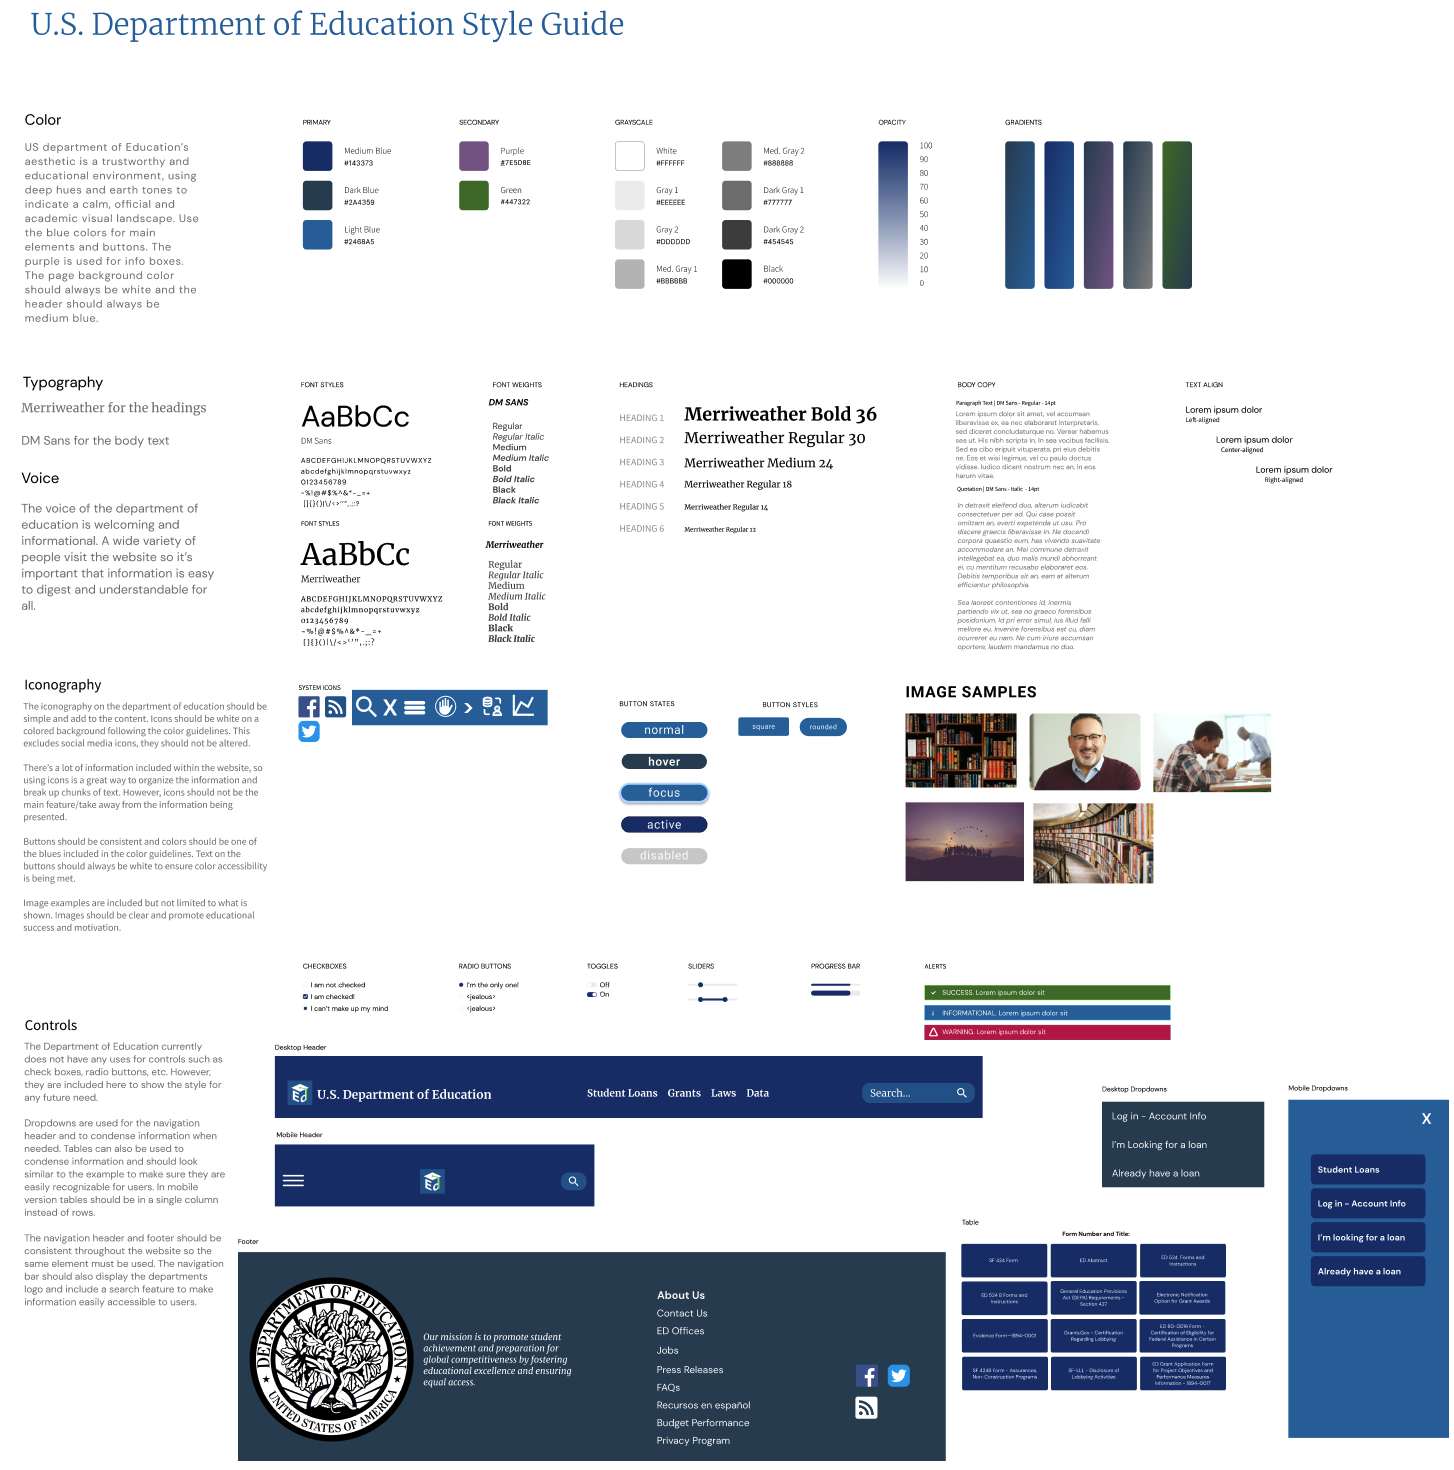 U.S. Department of Education Style Guide
Color
US department of Education's
aesthetic is a trustworthy and
educational environment, using
deep hues and earth tones to
indicate a calm, official and
academic visual landscape. Use
the blue colors for main
elements and buttons. The
purple is used for info boxes.
The page background color
should always be white and the
header should always be
medium blue.
PRIMARY
Medium Blue
#143373
Dark Blue
#2A4359
Light Blue
#2468A5
SECONDARY
Purple
#7E5D8E
Green
#447322
GRAYSCALE
White
#FFFFFF
Gray 1
#EEEEEE
Gray 2
#DDDDDD
Med. Gray 1
#BBBBBB
Med. Gray 2
#888888
Dark Gray 1
#777777
Dark Gray 2
#454545
Black
#000000
OPACITY
100
90
80
70
60
50
40
30
20
10
0
GRADIENTS
Typography
Merriweather for the headings
DM Sans for the body text
Voice
The voice of the department of
education is welcoming and
informational. A wide variety of
people visit the website so it's
important that information is easy
to digest and understandable for
all.
FONT STYLES
AaBbCc
DM Sans
ABCDEFGHIJKLMNOPQRSTUVWXYZ
abcdefghijklmnopqrstuvwxyz
0123456789
~%!@#$%^&*-_=+
[]{}()|\/<>'",.;:?
FONT STYLES
AaBbCc
Merriweather
ABCDEFGHIJKLMNOPQRSTUVWXYZ
abcdefghijklmnopqrstuvwxyz
0123456789
~%!@#$%^&*-_=+
[]{}()|\/<>'",.;:?
FONT WEIGHTS
DM SANS
Regular
Regular Italic
Medium
Medium Italic
Bold
Bold Italic
Black
Black Italic
FONT WEIGHTS
Merriweather
Regular
Regular Italic
Medium
Medium Italic
Bold
Bold Italic
Black
Black Italic
HEADINGS
HEADING 1 Merriweather Bold 36
HEADING 2 Merriweather Regular 30
HEADING 3 Merriweather Medium 24
HEADING 4 Merriweather Regular 18
HEADING 5 Merriweather Regular 14
HEADING 6 Merriweather Regular 12
BODY COPY
Paragraph Text | DM Sans - Regular - 14pt
Lorem ipsum dolor sit amet, vel accumsan
liberavisse ex, ea nec elaboraret interpretaris,
sed diceret concludaturque no. Verear habemus
sea ut. His nibh scripta in. In sea vocibus facilisis.
Sed ea cibo eripuit vituperata, pri eius debitis
ne. Eos et wisi legimus, vel cu paulo doctus
vidisse. Iudico dicant nostrum nec an, in eos
harum vitae.
Quotation | DM Sans - Italic - 14pt
In detraxit eleifend duo, alterum iudicabit
consectetuer per ad. Qui case possit
omittam an, everti expetenda ut usu. Pro
discere graecis liberavisse in. Ne docendi
corpora quaestio eum, has vivendo suavitate
accommodare an. Mei commune detraxit
intellegebat ea, duo malis mundi abhorreant
ei, cu mentitum recusabo elaboraret eos.
Debitis temporibus sit an, eam at alterum
efficiantur philosophia.
Sea laoreet contentiones id, inermis
partiendo vix ut, sea no graeco forensibus
posidonium. Id pri error simul, ius illud falli
meliore eu. Invenire forensibus est cu, diam
ocurreret eu nam. Ne cum iriure accumsan
oportere, laudem mandamus no duo.
TEXT ALIGN
Lorem ipsum dolor
Left-aligned
Lorem ipsum dolor
Center-aligned
Lorem ipsum dolor
Right-aligned
Iconography
The iconography on the department of education should be
simple and add to the content. Icons should be white on a
colored background following the color guidelines. This
excludes social media icons, they should not be altered.
There's a lot of information included within the website, so
using icons is a great way to organize the information and
break up chunks of text. However, icons should not be the
main feature/take away from the information being
presented.
Buttons should be consistent and colors should be one of
the blues included in the color guidelines. Text on the
buttons should always be white to ensure color accessibility
is being met.
Image examples are included but not limited to what is
shown. Images should be clear and promote educational
success and motivation.
SYSTEM ICONS
BUTTON STATES
normal
hover
focus
active
disabled
BUTTON STYLES
square
rounded
IMAGE SAMPLES
CHECKBOXES
I am not checked
I am checked!
I can't make up my mind
RADIO BUTTONS
I'm the only one!
<jealous>
<jealous>
TOGGLES
Off
On
SLIDERS
PROGRESS BAR
ALERTS
SUCCESS. Lorem ipsum dolor sit
INFORMATIONAL. Lorem ipsum dolor sit
WARNING. Lorem ipsum dolor sit
Controls
The Department of Education currently
does not have any uses for controls such as
check boxes, radio buttons, etc. However,
they are included here to show the style for
any future need.
Dropdowns are used for the navigation
header and to condense information when
needed. Tables can also be used to
condense information and should look
similar to the example to make sure they are
easily recognizable for users. In mobile
version tables should be in a single column
instead of rows.
The navigation header and footer should be
consistent throughout the website so the
same element must be used. The navigation
bar should also display the departments
logo and include a search feature to make
information easily accessible to users.
Desktop Header
Ed
U.S. Department of Education
Student Loans Grants Laws Data
Search...
Mobile Header
Ed
Desktop Dropdowns
Log in - Account Info
I'm Looking for a loan
Already have a loan
Mobile Dropdowns
X
Student Loans
Log in - Account Info
I'm looking for a loan
Already have a loan
Table
Form Number and Title:
SF 424 Form
ED Abstract
ED 524 Forms and
Instructions
ED 524 B Forms and
Instructions
General Education Provisions
Act (GEPA) Requirements -
Section 427
Electronic Notification
Option for Grant Awards
Evidence Form—1894-0001
Grants.Gov - Certification
Regarding Lobbying
ED 80-0016 Form -
Certification of Eligibility for
Federal Assistance in Certain
Programs
SF 424B Form - Assurances,
Non-Construction Programs
SF-LLL - Disclosure of
Lobbying Activities
ED Grant Application Form
for Project Objectives and
Performance Measures
Information - 1894-0017
Footer
DEPARTMENT OF EDUCATION
UNITED STATES OF AMERICA
Our mission is to promote student
achievement and preparation for
global competitiveness by fostering
educational excellence and ensuring
equal access.
About Us
Contact Us
ED Offices
Jobs
Press Releases
FAQs
Recursos en español
Budget Performance
Privacy Program